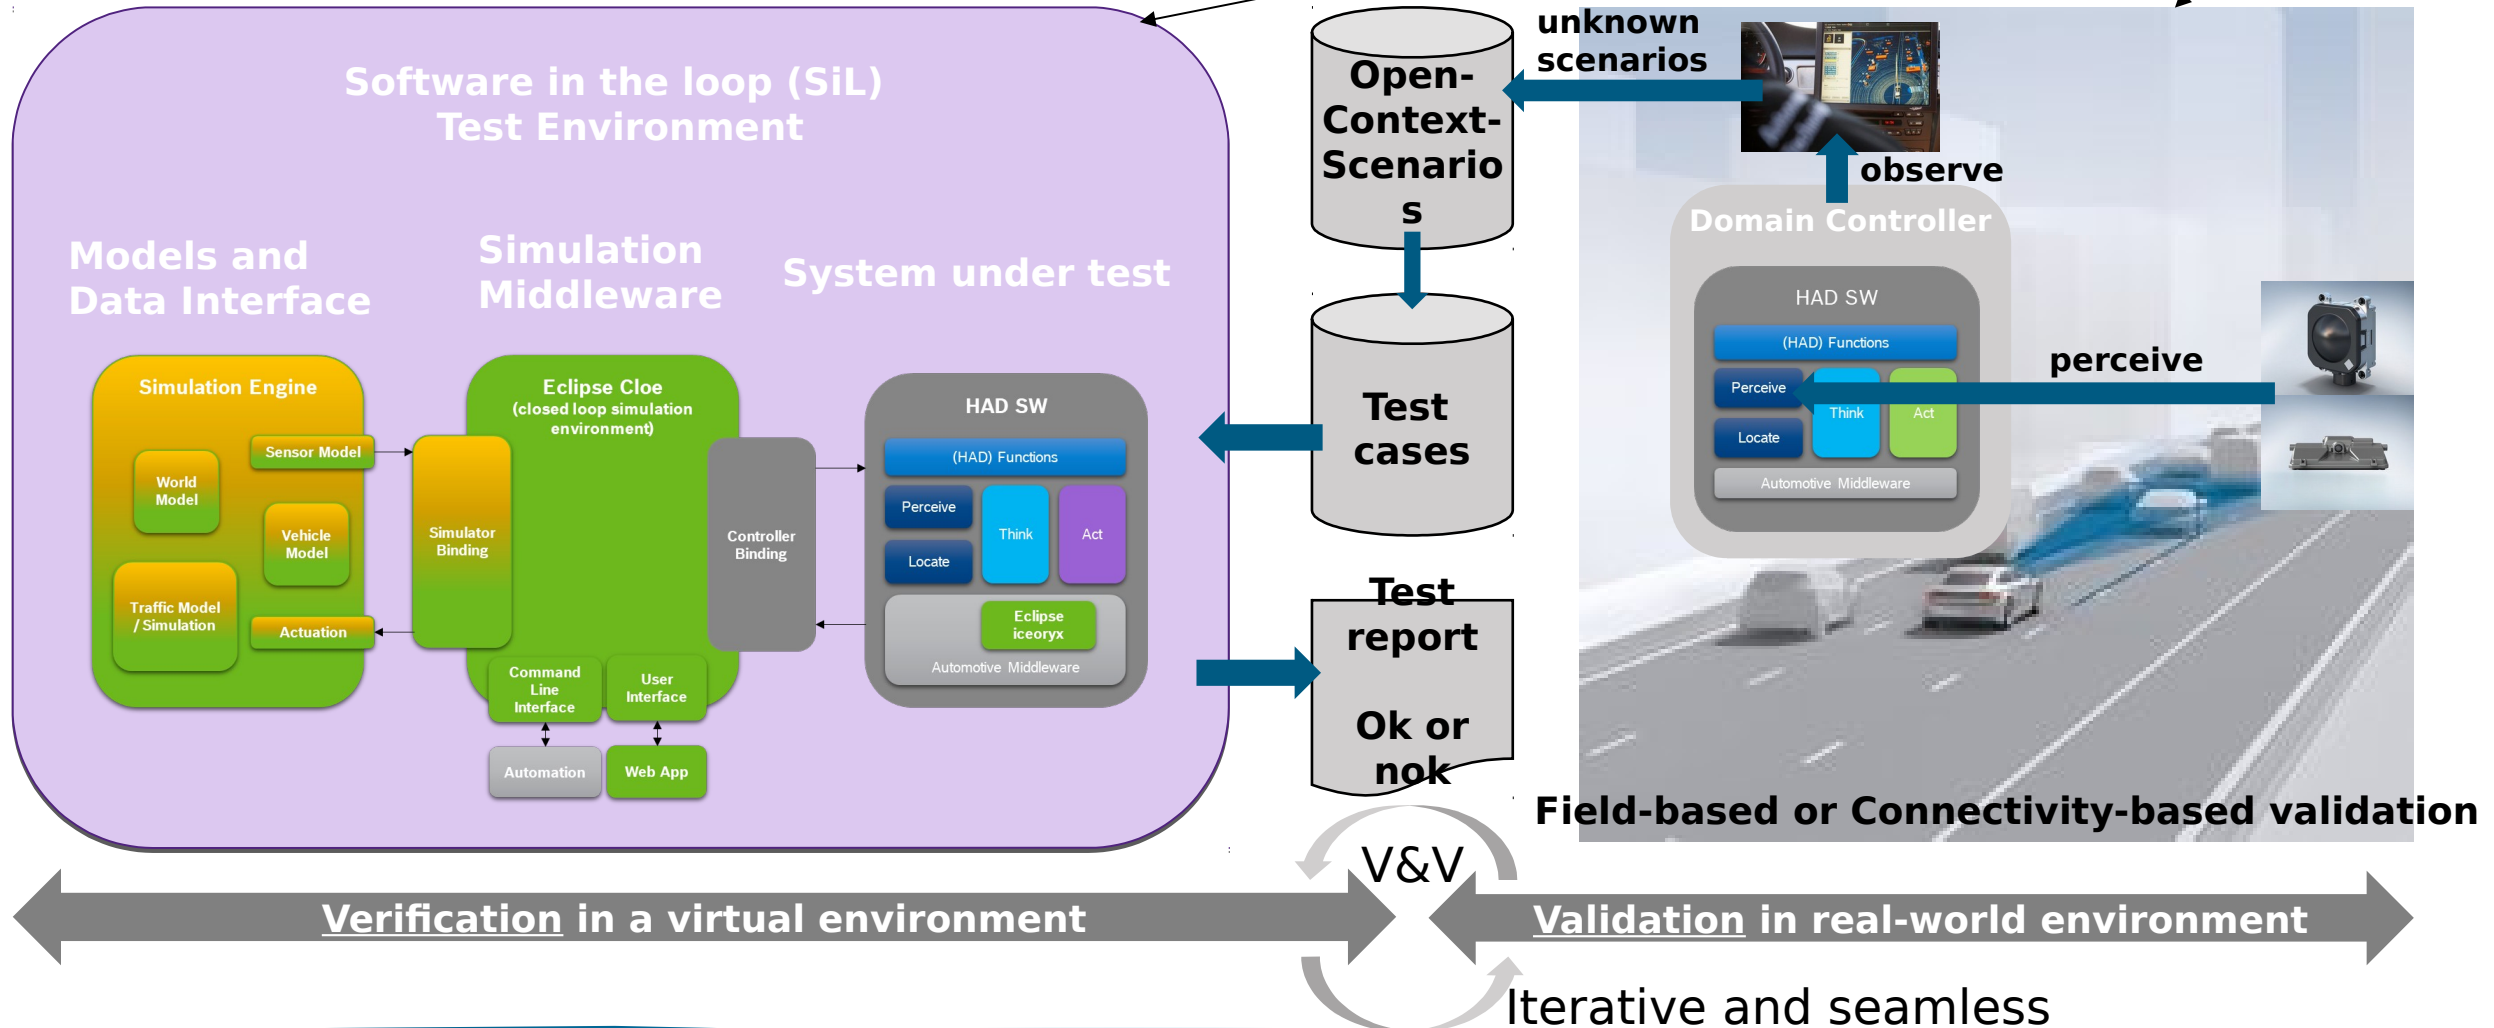 Software in the loop (SiL)
Test Environment
Models and
Data Interface
Simulation
Middleware
System under test
Simulation Engine
World
Model
Sensor Model
Vehicle
Model
Traffic Model
/ Simulation
Actuation
Simulator
Binding
Eclipse Cloe
(closed loop simulation
environment)
Controller
Binding
Command
Line
Interface
User
Interface
Automation
Web App
HAD SW
(HAD) Functions
Perceive
Think
Act
Locate
Eclipse
iceoryx
Automotive Middleware
Open-
Context-
Scenario
s
Test
cases
Test
report
Ok or
nok
unknown
scenarios
observe
Domain Controller
HAD SW
(HAD) Functions
Perceive
Think
Act
Locate
Automotive Middleware
perceive
Field-based or Connectivity-based validation
V&V
Verification in a virtual environment
Validation in real-world environment
Iterative and seamless